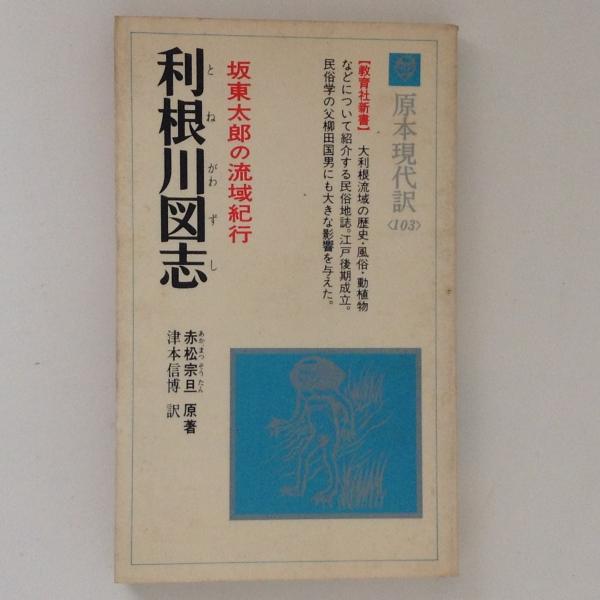 原本現代訳〈103〉
【教育社新書】 大利根流域の歴史・風俗・動植物
などについて紹介する民俗地誌。江戸後期成立。
民俗学の父柳田国男にも大きな影響を与えた。
坂東太郎の流域紀行
利根川図志
とねがわずし
赤松宗旦 原著
あかまつそうたん
津本信博 訳